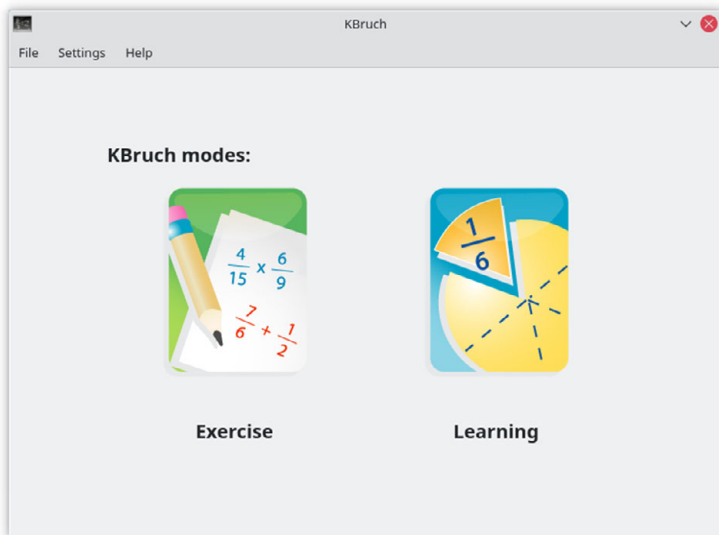 KBruch
File Settings Help
KBruch modes:
4/15 x 6/9
7/6 + 1/2
1/6
Exercise
Learning